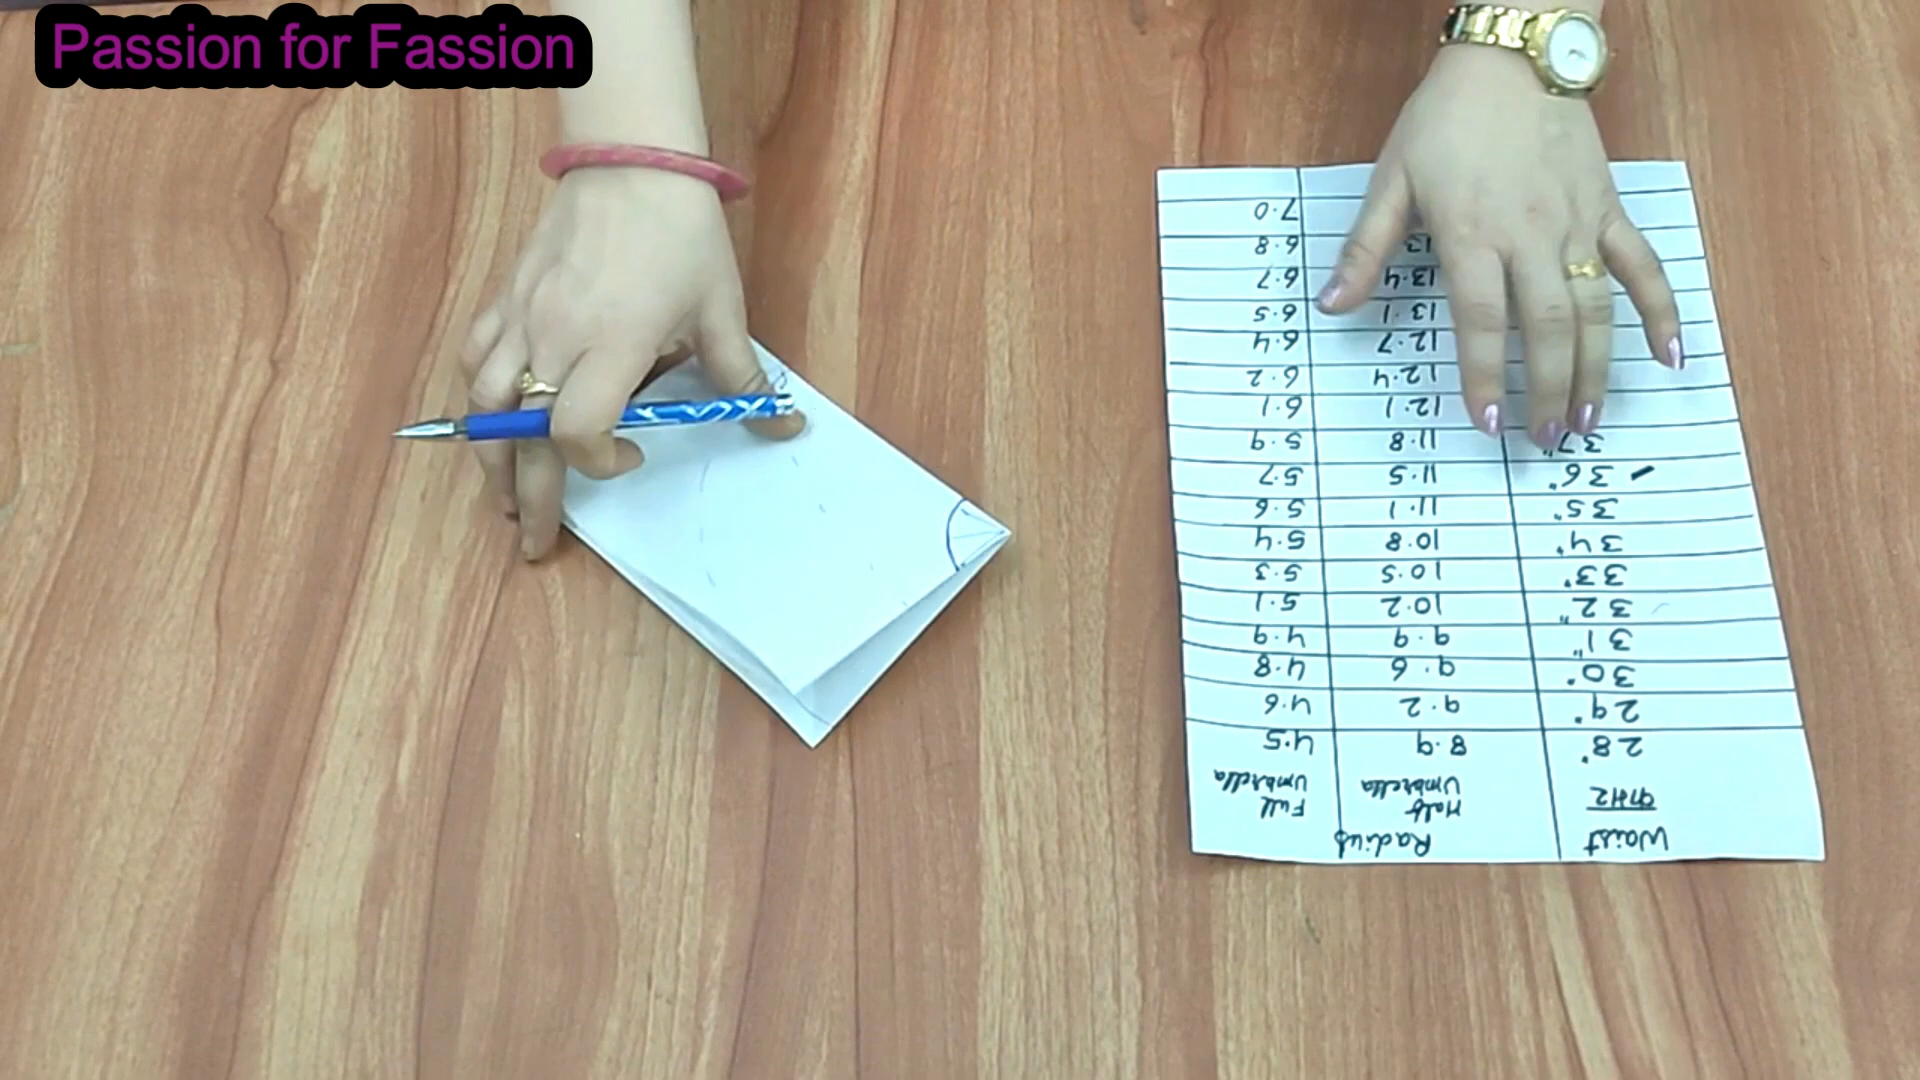 Passion for Fassion
Waist Radius
कमर Half Umbrella Full Umbrella
28" 8.9 4.5
29" 9.2 4.6
30" 9.6 4.8
31" 9.9 4.9
32" 10.2 5.1
33" 10.5 5.3
34" 10.8 5.4
35" 11.1 5.6
36" 11.5 5.7
37" 11.8 5.9
12.1 6.1
12.4 6.2
12.7 6.4
13.1 6.5
13.4 6.7
6.8
7.0